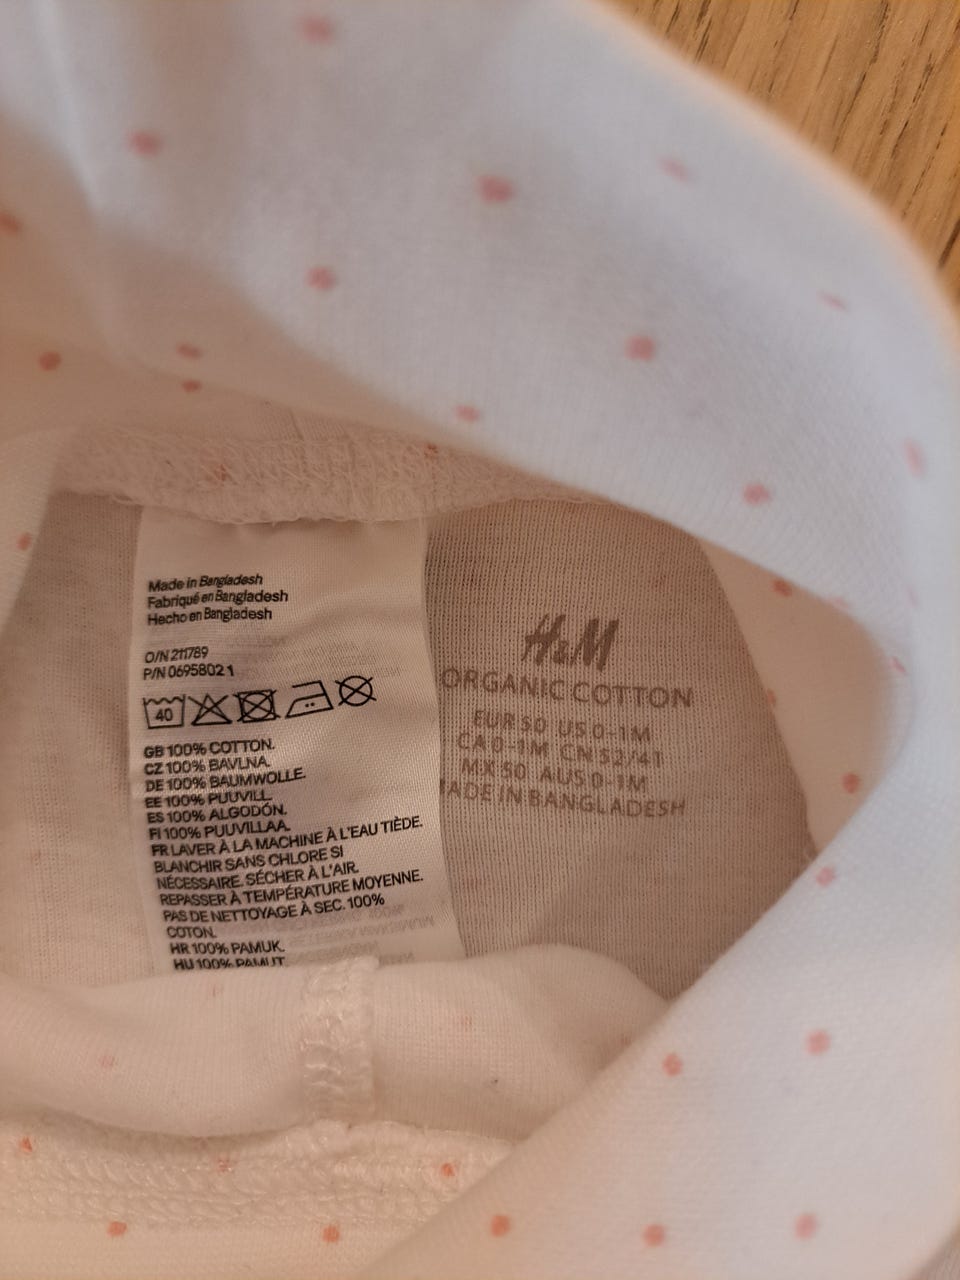 Made in Bangladesh
Fabriqué en Bangladesh
Hecho en Bangladesh
O/N 211789
P/N 0695802 1
40
GB 100% COTTON.
CZ 100% BAVLNA.
DE 100% BAUMWOLLE.
EE 100% PUUVILL.
ES 100% ALGODÓN.
FI 100% PUUVILLAA.
FR LAVER À LA MACHINE À L'EAU TIÈDE.
BLANCHIR SANS CHLORE SI
NÉCESSAIRE. SÉCHER À L'AIR.
REPASSER À TEMPÉRATURE MOYENNE.
PAS DE NETTOYAGE À SEC. 100%
COTON.
HR 100% PAMUK.
HU 100% PAMUT.
H&M
ORGANIC COTTON
EUR 50 US 0-1M
CA 0-1M CN 52/41
MX 50 AUS 0-1M
MADE IN BANGLADESH